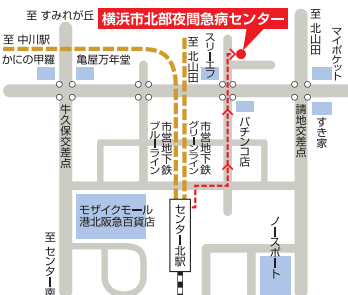 至 すみれが丘
横浜市北部夜間急病センター
至 北山田
至 中川駅
至 北山田
スリーエフ
マイポケット
かにの甲羅
亀屋万年堂
牛久保交差点
市営地下鉄
ブルーライン
市営地下鉄
グリーンライン
パチンコ店
請地交差点
すき家
モザイクモール
港北阪急百貨店
センター北駅
ノースポート
至 センター南